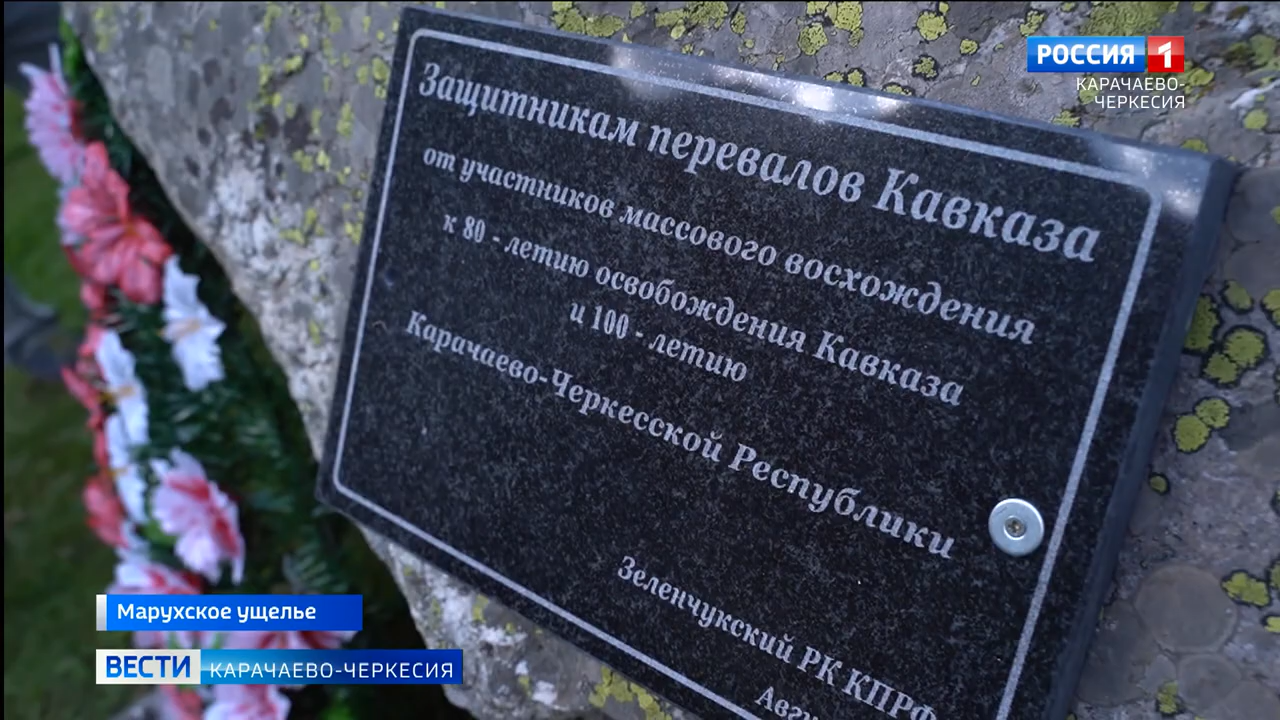 РОССИЯ 1
КАРАЧАЕВО-
ЧЕРКЕСИЯ
Защитникам перевалов Кавказа
от участников массового восхождения
к 80 - летию освобождения Кавказа
и 100 - летию
Карачаево-Черкесской Республики
Зеленчукский РК КПРФ
Марухское ущелье
ВЕСТИ КАРАЧАЕВО-ЧЕРКЕСИЯ